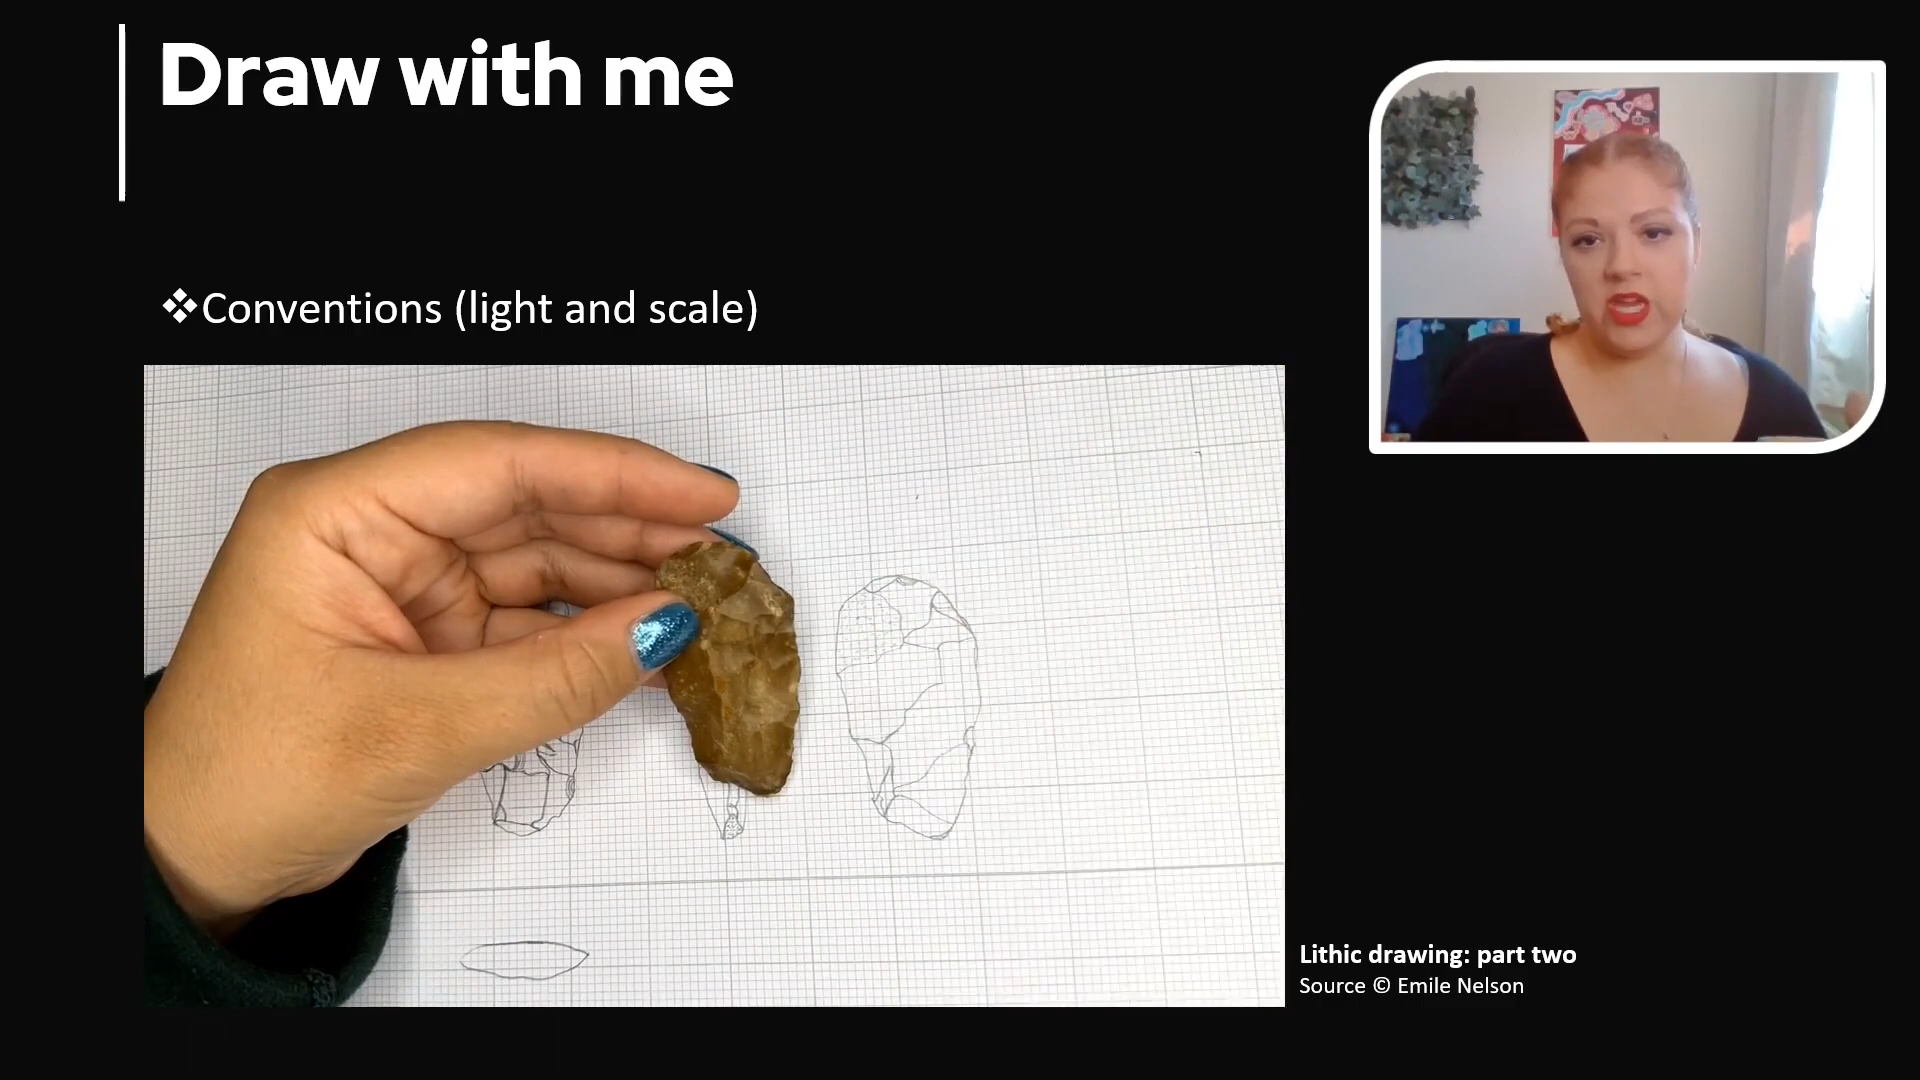 Draw with me
❖Conventions (light and scale)
Lithic drawing: part two
Source © Emile Nelson